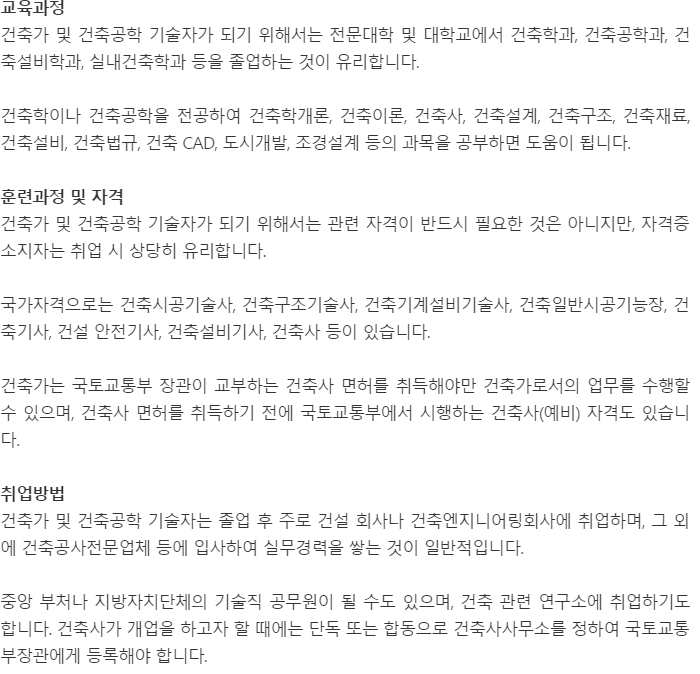 교육과정
건축가 및 건축공학 기술자가 되기 위해서는 전문대학 및 대학교에서 건축학과, 건축공학과, 건
축설비학과, 실내건축학과 등을 졸업하는 것이 유리합니다.
건축학이나 건축공학을 전공하여 건축학개론, 건축이론, 건축사, 건축설계, 건축구조, 건축재료,
건축설비, 건축법규, 건축 CAD, 도시개발, 조경설계 등의 과목을 공부하면 도움이 됩니다.
훈련과정 및 자격
건축가 및 건축공학 기술자가 되기 위해서는 관련 자격이 반드시 필요한 것은 아니지만, 자격증
소지자는 취업 시 상당히 유리합니다.
국가자격으로는 건축시공기술사, 건축구조기술사, 건축기계설비기술사, 건축일반시공기능장, 건
축기사, 건설 안전기사, 건축설비기사, 건축사 등이 있습니다.
건축가는 국토교통부 장관이 교부하는 건축사 면허를 취득해야만 건축가로서의 업무를 수행할
수 있으며, 건축사 면허를 취득하기 전에 국토교통부에서 시행하는 건축사(예비) 자격도 있습니
다.
취업방법
건축가 및 건축공학 기술자는 졸업 후 주로 건설 회사나 건축엔지니어링회사에 취업하며, 그 외
에 건축공사전문업체 등에 입사하여 실무경력을 쌓는 것이 일반적입니다.
중앙 부처나 지방자치단체의 기술직 공무원이 될 수도 있으며, 건축 관련 연구소에 취업하기도
합니다. 건축사가 개업을 하고자 할 때에는 단독 또는 합동으로 건축사사무소를 정하여 국토교통
부장관에게 등록해야 합니다.